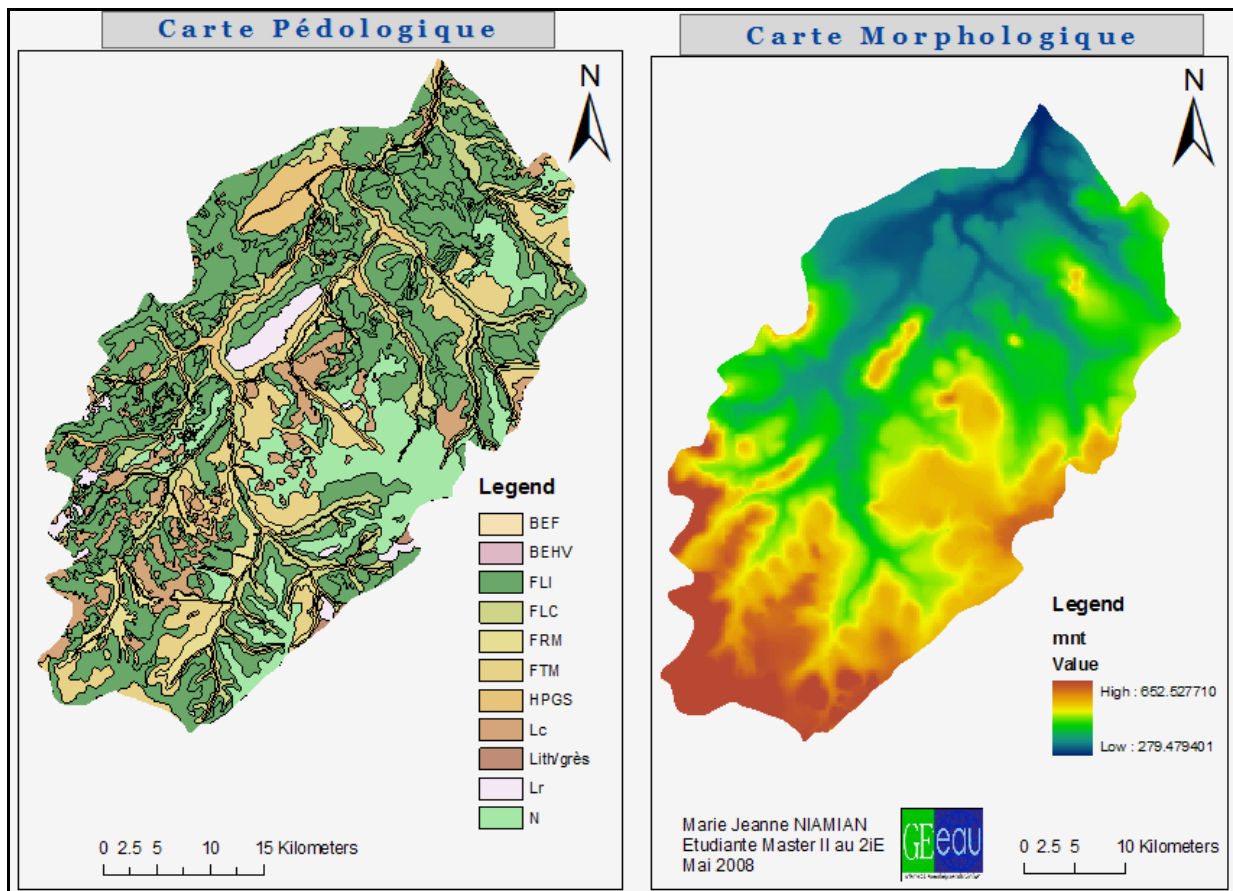 Carte Pédologique
N
Legend
BEF
BEHV
FLI
FLC
FRM
FTM
HPGS
Lc
Lith/grès
Lr
N
0 2.5 5 10 15 Kilometers
Carte Morphologique
N
Legend
mnt
Value
High : 652.527710
Low : 279.479401
Marie Jeanne NIAMIAN
Etudiante Master II au 2iE
Mai 2008
GEeau
0 2.5 5 10 Kilometers